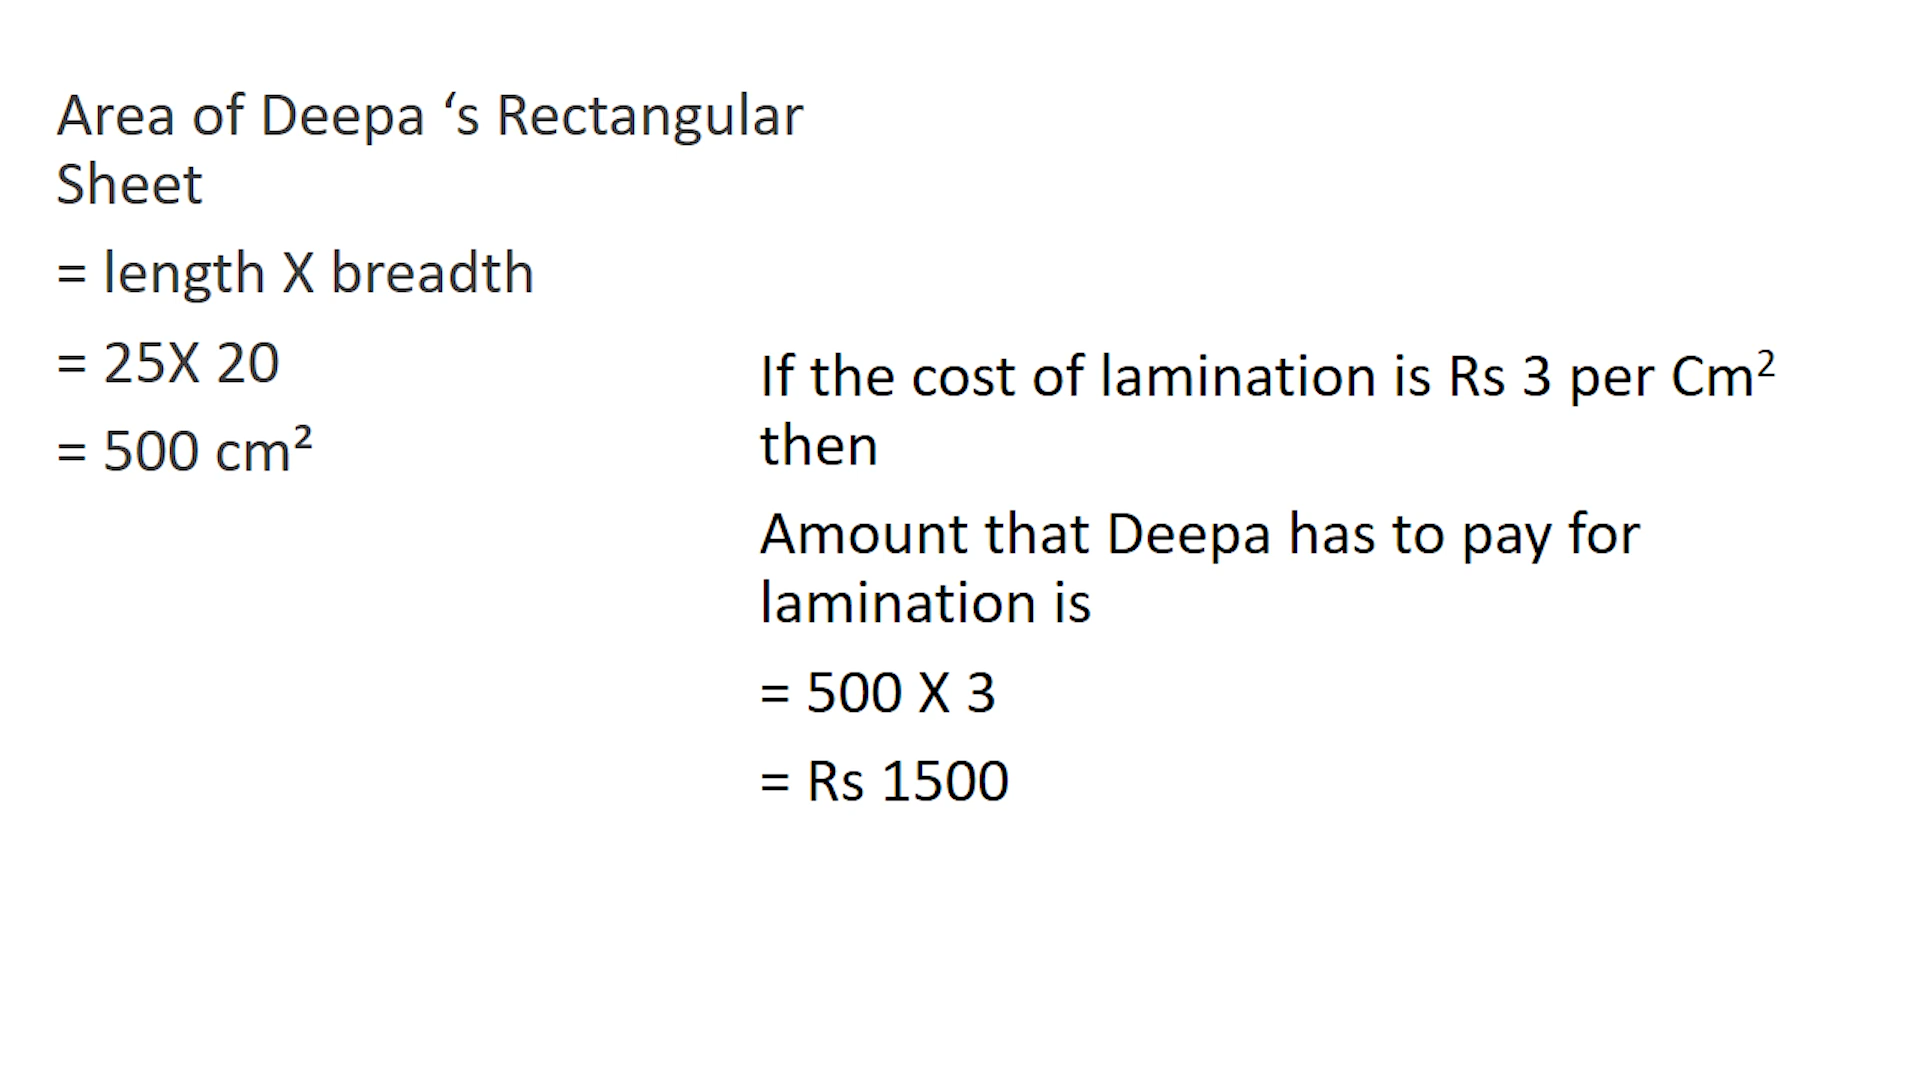 Area of Deepa ‘s Rectangular
Sheet
= length X breadth
= 25X 20
= 500 cm²
If the cost of lamination is Rs 3 per Cm²
then
Amount that Deepa has to pay for
lamination is
= 500 X 3
= Rs 1500